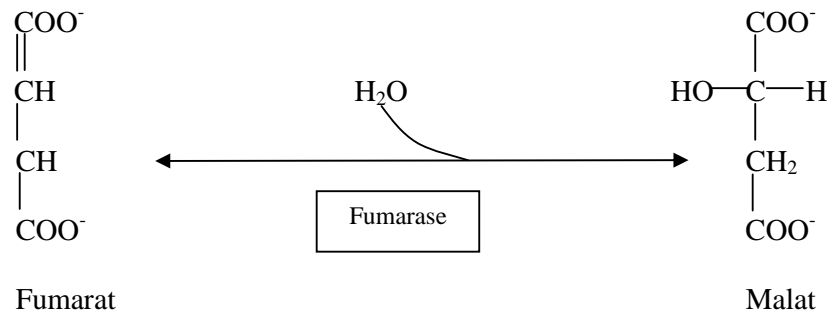 COO⁻ COO⁻
CH H₂O HO C H
CH CH₂
Fumarase
COO⁻ COO⁻
Fumarat Malat